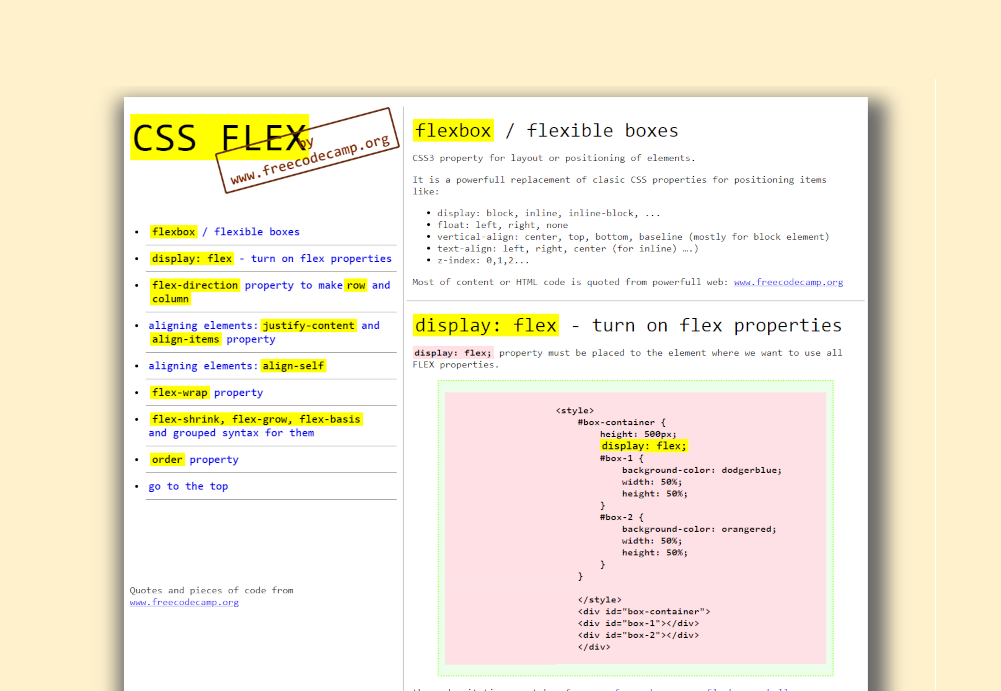 CSS FLEX
by
www.freecodecamp.org
flexbox / flexible boxes
display: flex - turn on flex properties
flex-direction property to make row and
column
aligning elements: justify-content and
align-items property
aligning elements: align-self
flex-wrap property
flex-shrink, flex-grow, flex-basis
and grouped syntax for them
order property
go to the top
Quotes and pieces of code from
www.freecodecamp.org
flexbox / flexible boxes
CSS3 property for layout or positioning of elements.
It is a powerfull replacement of clasic CSS properties for positioning items
like:
display: block, inline, inline-block, ...
float: left, right, none
vertical-align: center, top, bottom, baseline (mostly for block element)
text-align: left, right, center (for inline) ….)
z-index: 0,1,2...
Most of content or HTML code is quoted from powerfull web: www.freecodecamp.org
display: flex - turn on flex properties
display: flex; property must be placed to the element where we want to use all
FLEX properties.
<style>
#box-container {
height: 500px;
display: flex;
#box-1 {
background-color: dodgerblue;
width: 50%;
height: 50%;
}
#box-2 {
background-color: orangered;
width: 50%;
height: 50%;
}
}
</style>
<div id="box-container">
<div id="box-1"></div>
<div id="box-2"></div>
</div>